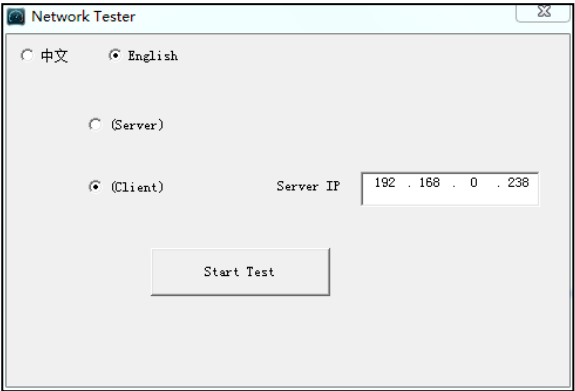 Network Tester
中文 English
(Server)
(Client) Server IP 192 . 168 . 0 . 238
Start Test